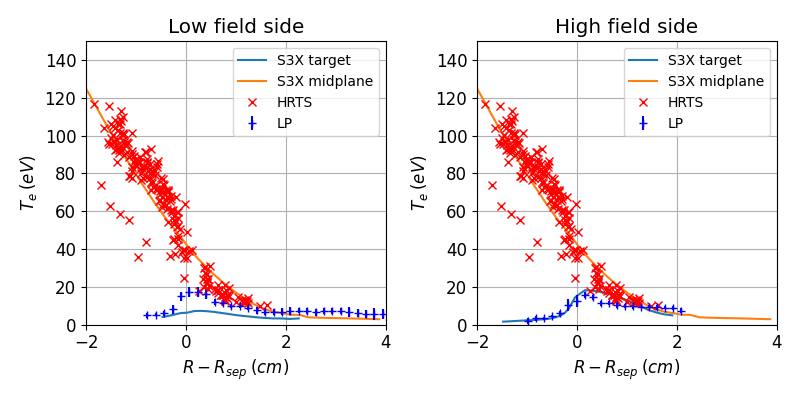 Low field side
High field side
140
120
100
80
60
40
20
0
T_e (eV)
−2
0
2
4
R − R_sep (cm)
S3X target
S3X midplane
HRTS
LP
140
120
100
80
60
40
20
0
T_e (eV)
−2
0
2
4
R − R_sep (cm)
S3X target
S3X midplane
HRTS
LP